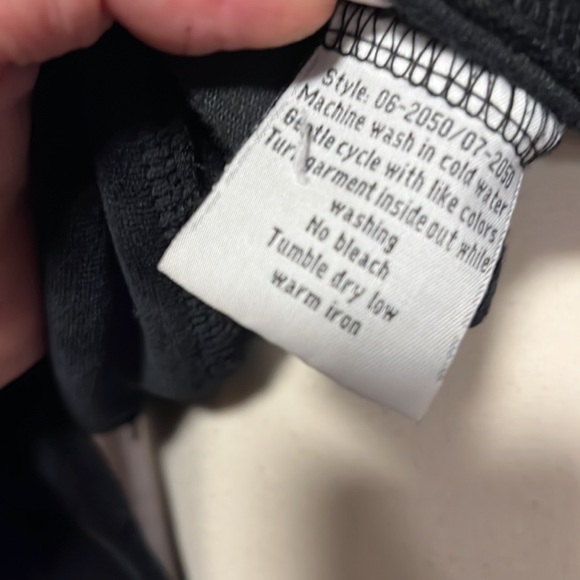 Style: 06-2050/07-2050
Machine wash in cold water
Gentle cycle with like colors
Turn garment inside out while
washing
No bleach
Tumble dry low
warm iron